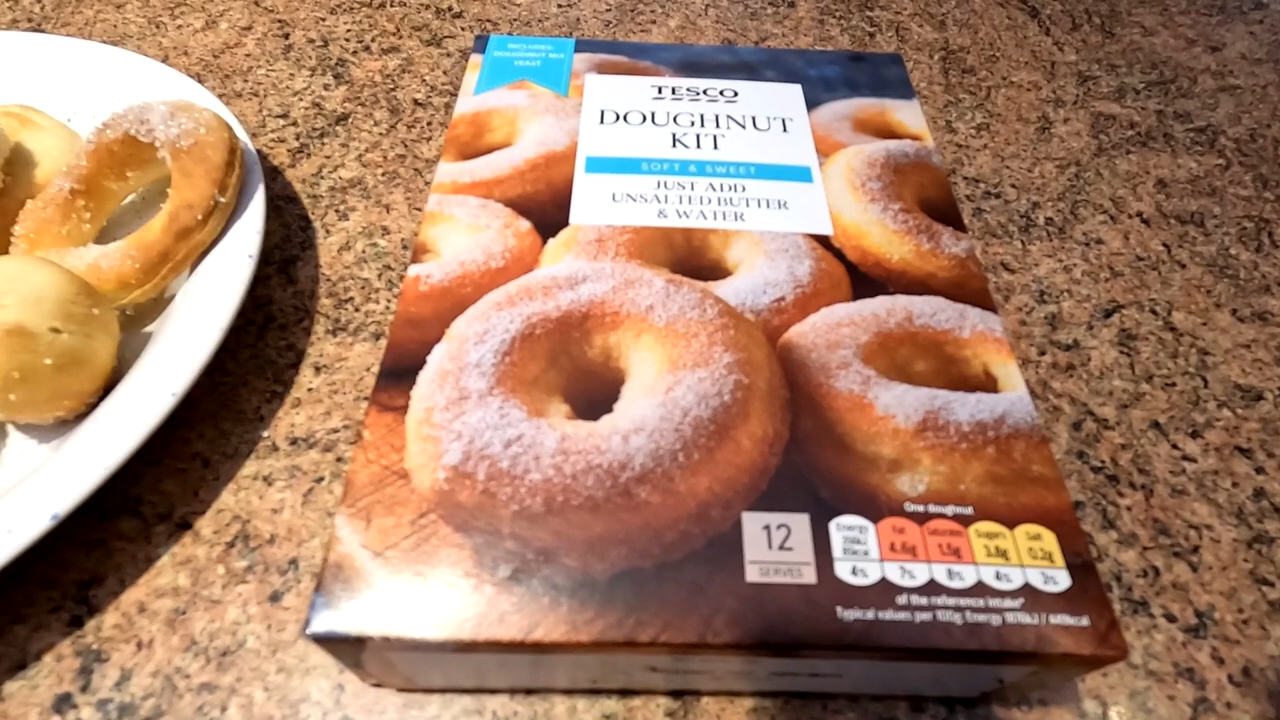 INCLUDES:
DOUGHNUT MIX
YEAST
TESCO
DOUGHNUT
KIT
SOFT & SWEET
JUST ADD
UNSALTED BUTTER
& WATER
One doughnut
12
SERVES
Energy Fat Saturates Sugars Salt
4.6g 1.5g 3.8g 0.2g
4% 7% 8% 4% 3%
of the reference intake*
Typical values per 100g: Energy